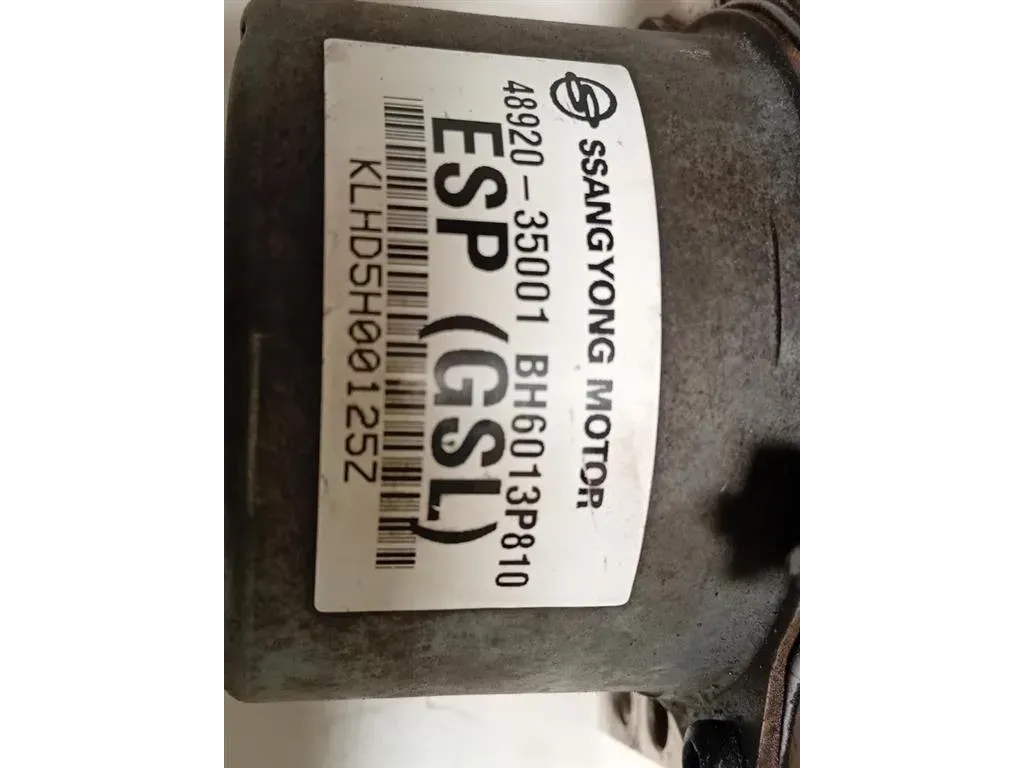 SSANGYONG MOTOR
48920-35001 BH6013P810
ESP (GSL)
KLHD5H00125Z